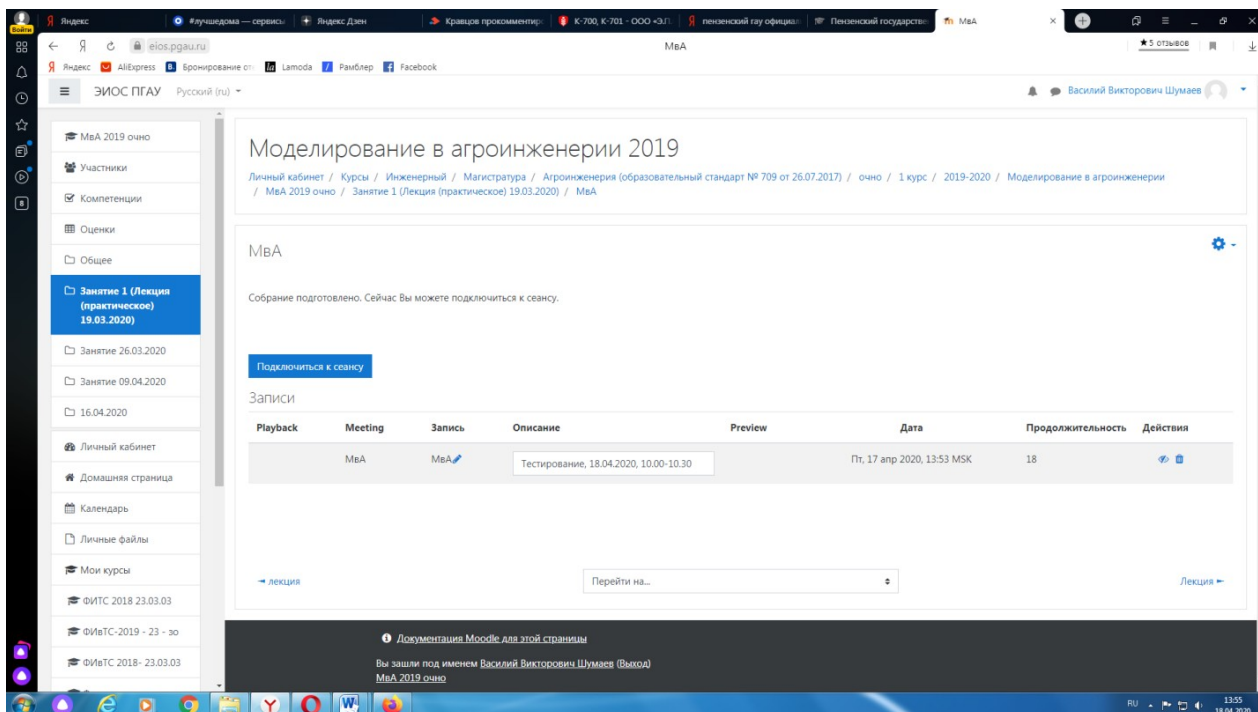 Яндекс
#лучшедома — сервисы
Яндекс Дзен
Кравцов прокомментиро
К-700, К-701 - ООО «Э.П.
пензенский гау официал
Пензенский государстве
МвА
Войти
eios.pgau.ru
МвА
5 отзывов
Яндекс
AliExpress
Бронирование от
Lamoda
Рамблер
Facebook
ЭИОС ПГАУ
Русский (ru)
Василий Викторович Шумаев
МвА 2019 очно
Участники
Компетенции
Оценки
Общее
Занятие 1 (Лекция
(практическое)
19.03.2020)
Занятие 26.03.2020
Занятие 09.04.2020
16.04.2020
Личный кабинет
Домашняя страница
Календарь
Личные файлы
Мои курсы
ФИТС 2018 23.03.03
ФИвТС-2019 - 23 - зо
ФИвТС 2018- 23.03.03
Моделирование в агроинженерии 2019
Личный кабинет / Курсы / Инженерный / Магистратура / Агроинженерия (образовательный стандарт № 709 от 26.07.2017) / очно / 1 курс / 2019-2020 / Моделирование в агроинженерии
/ МвА 2019 очно / Занятие 1 (Лекция (практическое) 19.03.2020) / МвА
МвА
Собрание подготовлено. Сейчас Вы можете подключиться к сеансу.
Подключиться к сеансу
Записи
Playback Meeting Запись Описание Preview Дата Продолжительность Действия
МвА МвА Тестирование, 18.04.2020, 10.00-10.30 Пт, 17 апр 2020, 13:53 MSK 18
лекция
Перейти на...
Лекция
Документация Moodle для этой страницы
Вы зашли под именем Василий Викторович Шумаев (Выход)
МвА 2019 очно
RU
13:55
18.04.2020